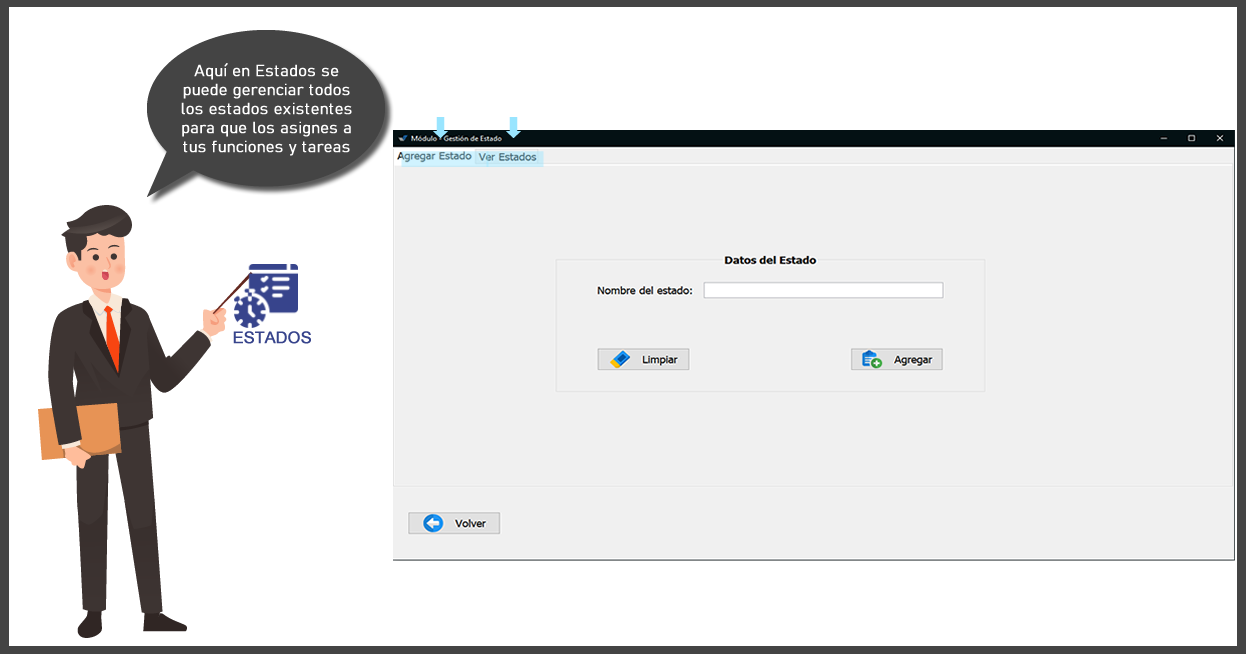 Aquí en Estados se
puede gerenciar todos
los estados existentes
para que los asignes a
tus funciones y tareas
ESTADOS
Módulo - Gestión de Estado
Agregar Estado Ver Estados
Datos del Estado
Nombre del estado:
Limpiar Agregar
Volver